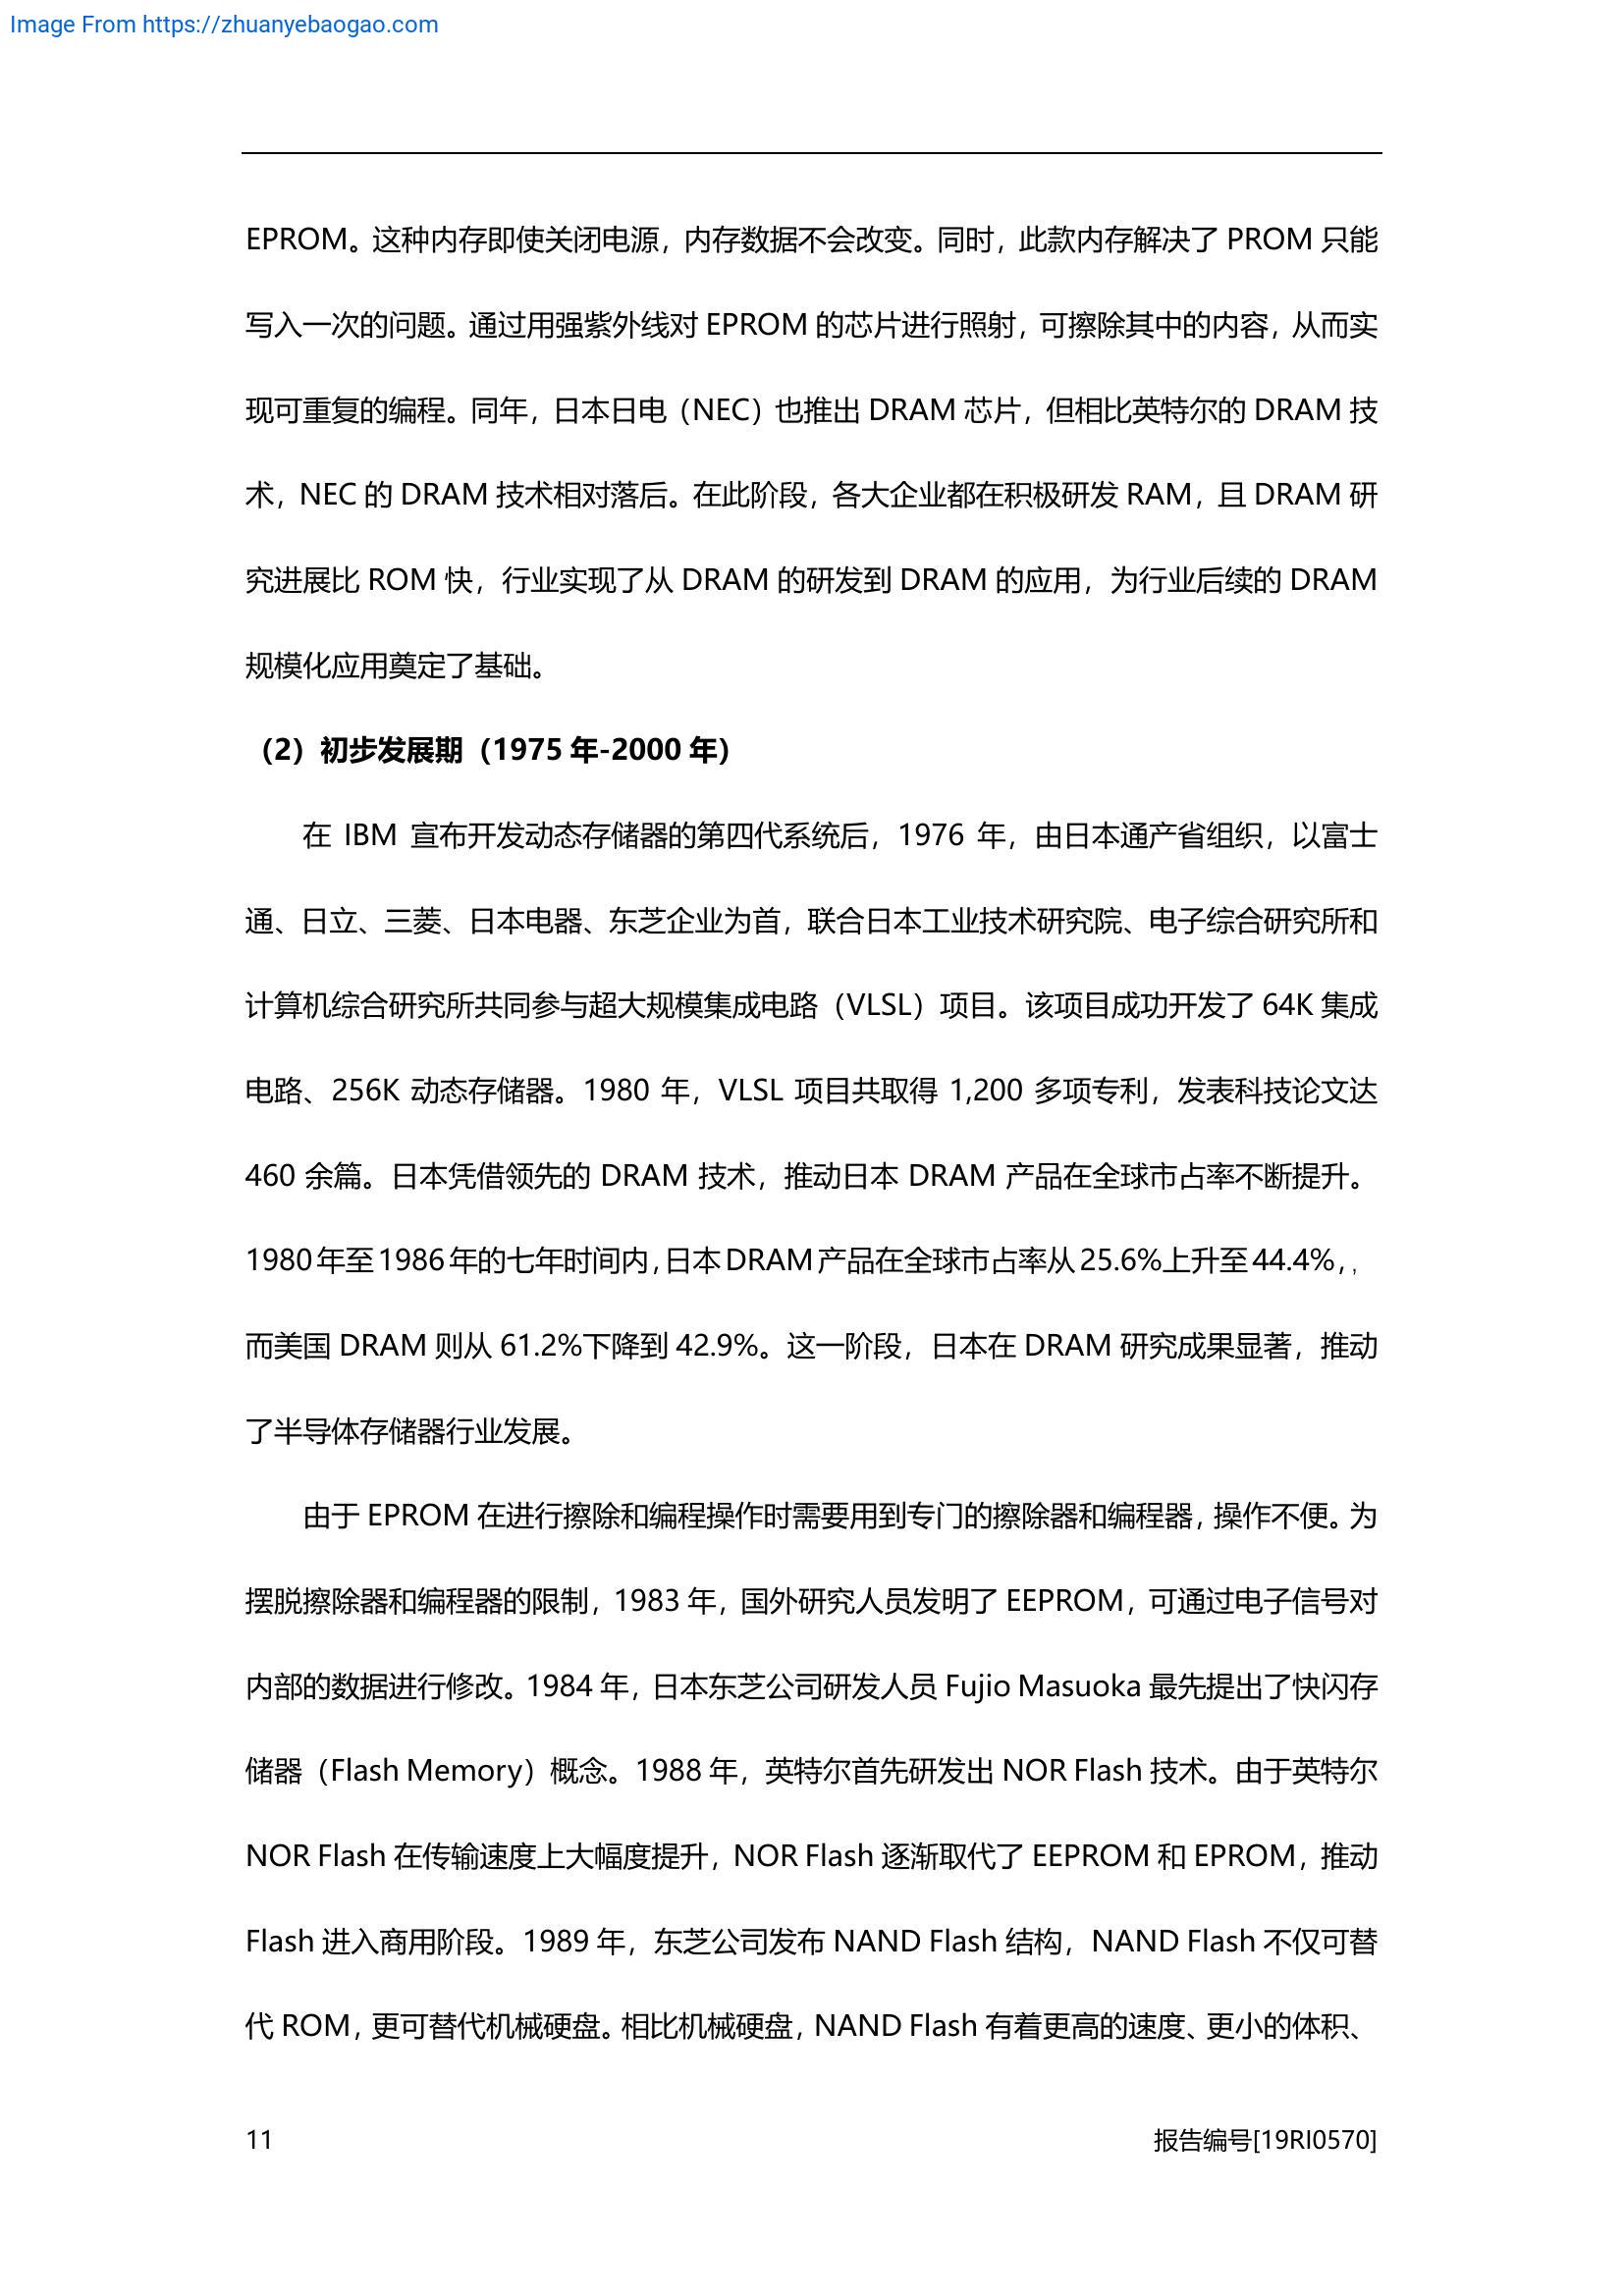 Image From https://zhuanyebaogao.com
EPROM。这种内存即使关闭电源，内存数据不会改变。同时，此款内存解决了 PROM 只能
写入一次的问题。通过用强紫外线对 EPROM 的芯片进行照射，可擦除其中的内容，从而实
现可重复的编程。同年，日本日电（NEC）也推出 DRAM 芯片，但相比英特尔的 DRAM 技
术，NEC 的 DRAM 技术相对落后。在此阶段，各大企业都在积极研发 RAM，且 DRAM 研
究进展比 ROM 快，行业实现了从 DRAM 的研发到 DRAM 的应用，为行业后续的 DRAM
规模化应用奠定了基础。
（2）初步发展期（1975 年-2000 年）
在 IBM 宣布开发动态存储器的第四代系统后，1976 年，由日本通产省组织，以富士
通、日立、三菱、日本电器、东芝企业为首，联合日本工业技术研究院、电子综合研究所和
计算机综合研究所共同参与超大规模集成电路（VLSL）项目。该项目成功开发了 64K 集成
电路、256K 动态存储器。1980 年，VLSL 项目共取得 1,200 多项专利，发表科技论文达
460 余篇。日本凭借领先的 DRAM 技术，推动日本 DRAM 产品在全球市占率不断提升。
1980 年至 1986 年的七年时间内，日本 DRAM 产品在全球市占率从 25.6%上升至 44.4%，,
而美国 DRAM 则从 61.2%下降到 42.9%。这一阶段，日本在 DRAM 研究成果显著，推动
了半导体存储器行业发展。
由于 EPROM 在进行擦除和编程操作时需要用到专门的擦除器和编程器，操作不便。为
摆脱擦除器和编程器的限制，1983 年，国外研究人员发明了 EEPROM，可通过电子信号对
内部的数据进行修改。1984 年，日本东芝公司研发人员 Fujio Masuoka 最先提出了快闪存
储器（Flash Memory）概念。1988 年，英特尔首先研发出 NOR Flash 技术。由于英特尔
NOR Flash 在传输速度上大幅度提升，NOR Flash 逐渐取代了 EEPROM 和 EPROM，推动
Flash 进入商用阶段。1989 年，东芝公司发布 NAND Flash 结构，NAND Flash 不仅可替
代 ROM，更可替代机械硬盘。相比机械硬盘，NAND Flash 有着更高的速度、更小的体积、
11
报告编号[19RI0570]